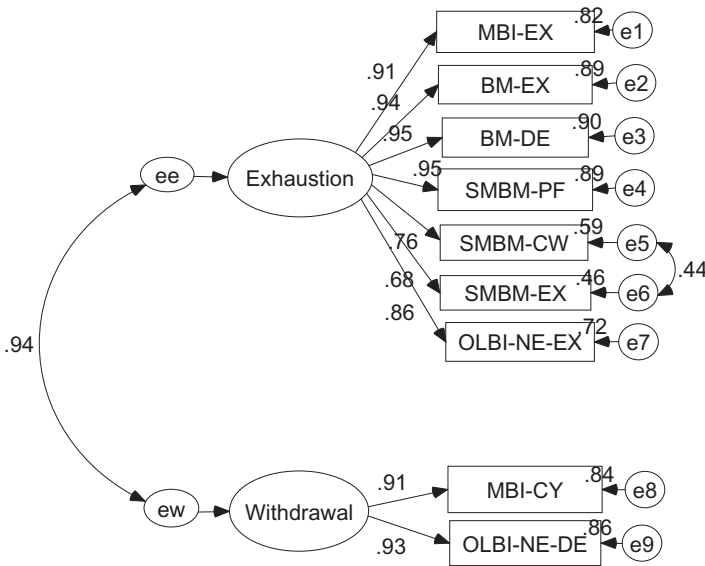 .82
MBI-EX
e1
.91
.89
BM-EX
e2
.94
.90
BM-DE
e3
.95
.89
SMBM-PF
e4
.95
ee
Exhaustion
.59
SMBM-CW
e5
.76
.44
.46
SMBM-EX
e6
.68
.72
OLBI-NE-EX
e7
.86
.94
.84
MBI-CY
e8
.91
ew
Withdrawal
.86
OLBI-NE-DE
e9
.93